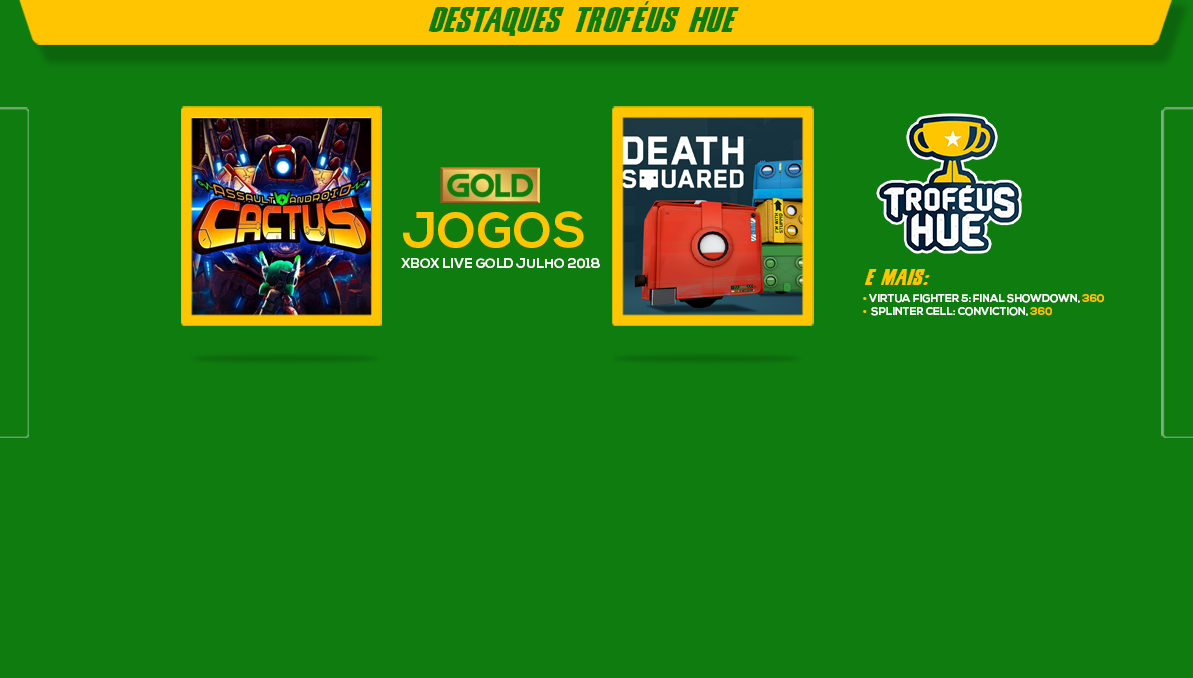 DESTAQUES TROFÉUS HUE
ASSAULT ANDROID
CACTUS
GOLD
JOGOS
XBOX LIVE GOLD JULHO 2018
DEATH
SQUARED
TROFÉUS
HUE
E MAIS:
• VIRTUA FIGHTER 5: FINAL SHOWDOWN, 360
• SPLINTER CELL: CONVICTION, 360